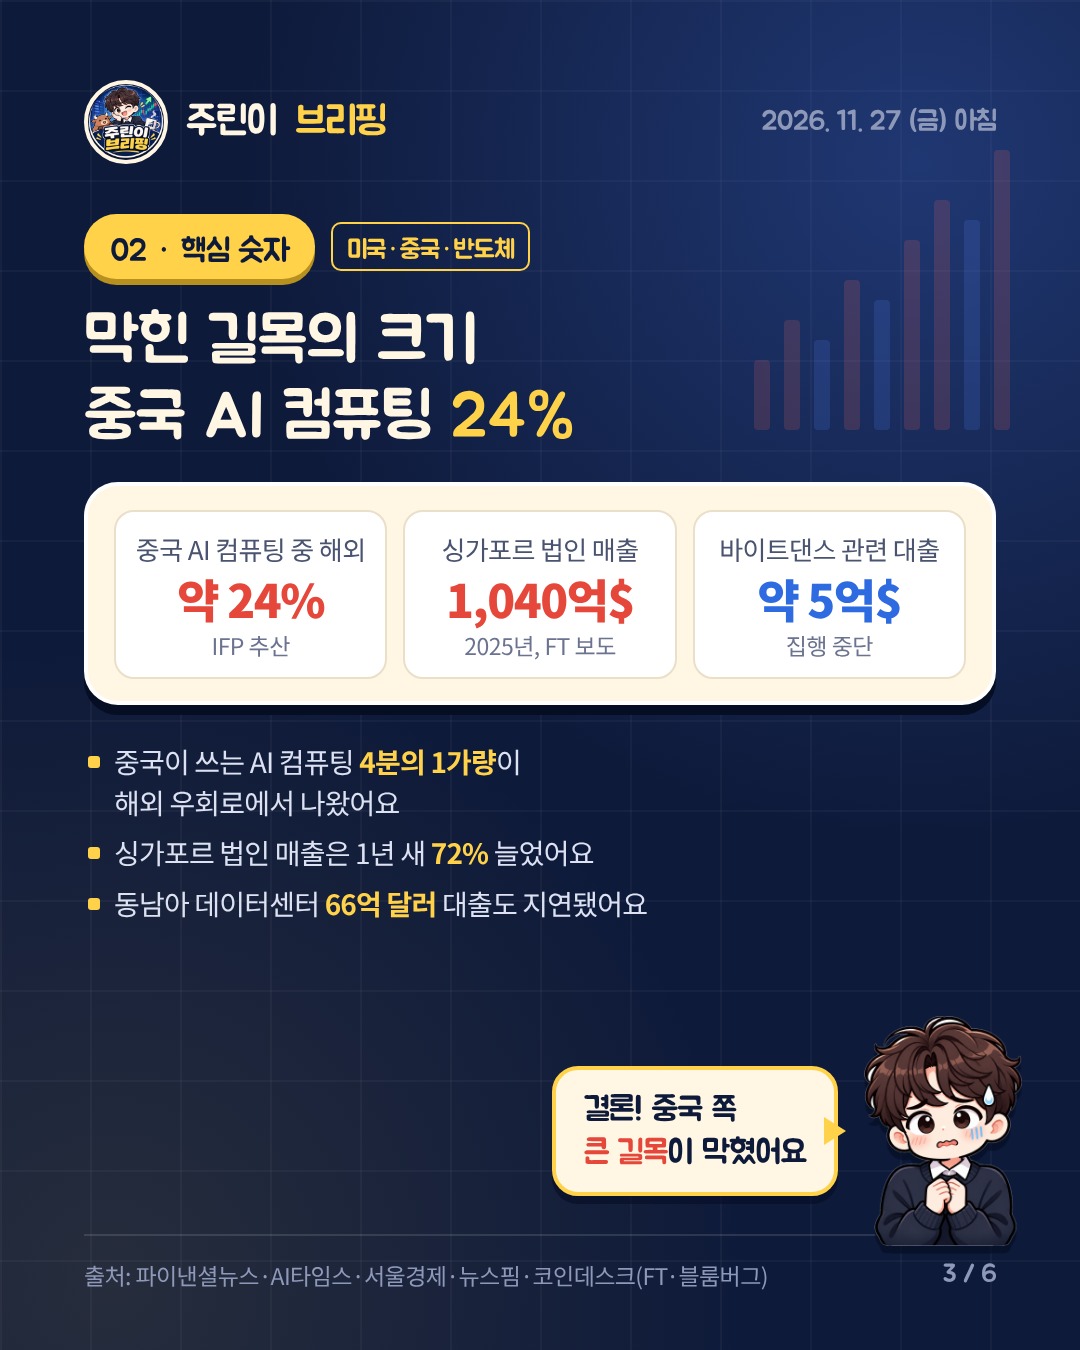 주린이 브리핑
주린이 브리핑
2026. 11. 27 (금) 아침
02 · 핵심 숫자
미국·중국·반도체
막힌 길목의 크기
중국 AI 컴퓨팅 24%
중국 AI 컴퓨팅 중 해외
약 24%
IFP 추산
싱가포르 법인 매출
1,040억$
2025년, FT 보도
바이트댄스 관련 대출
약 5억$
집행 중단
중국이 쓰는 AI 컴퓨팅 4분의 1가량이
해외 우회로에서 나왔어요
싱가포르 법인 매출은 1년 새 72% 늘었어요
동남아 데이터센터 66억 달러 대출도 지연됐어요
결론! 중국 쪽
큰 길목이 막혔어요
출처: 파이낸셜뉴스·AI타임스·서울경제·뉴스핌·코인데스크(FT·블룸버그)
3 / 6